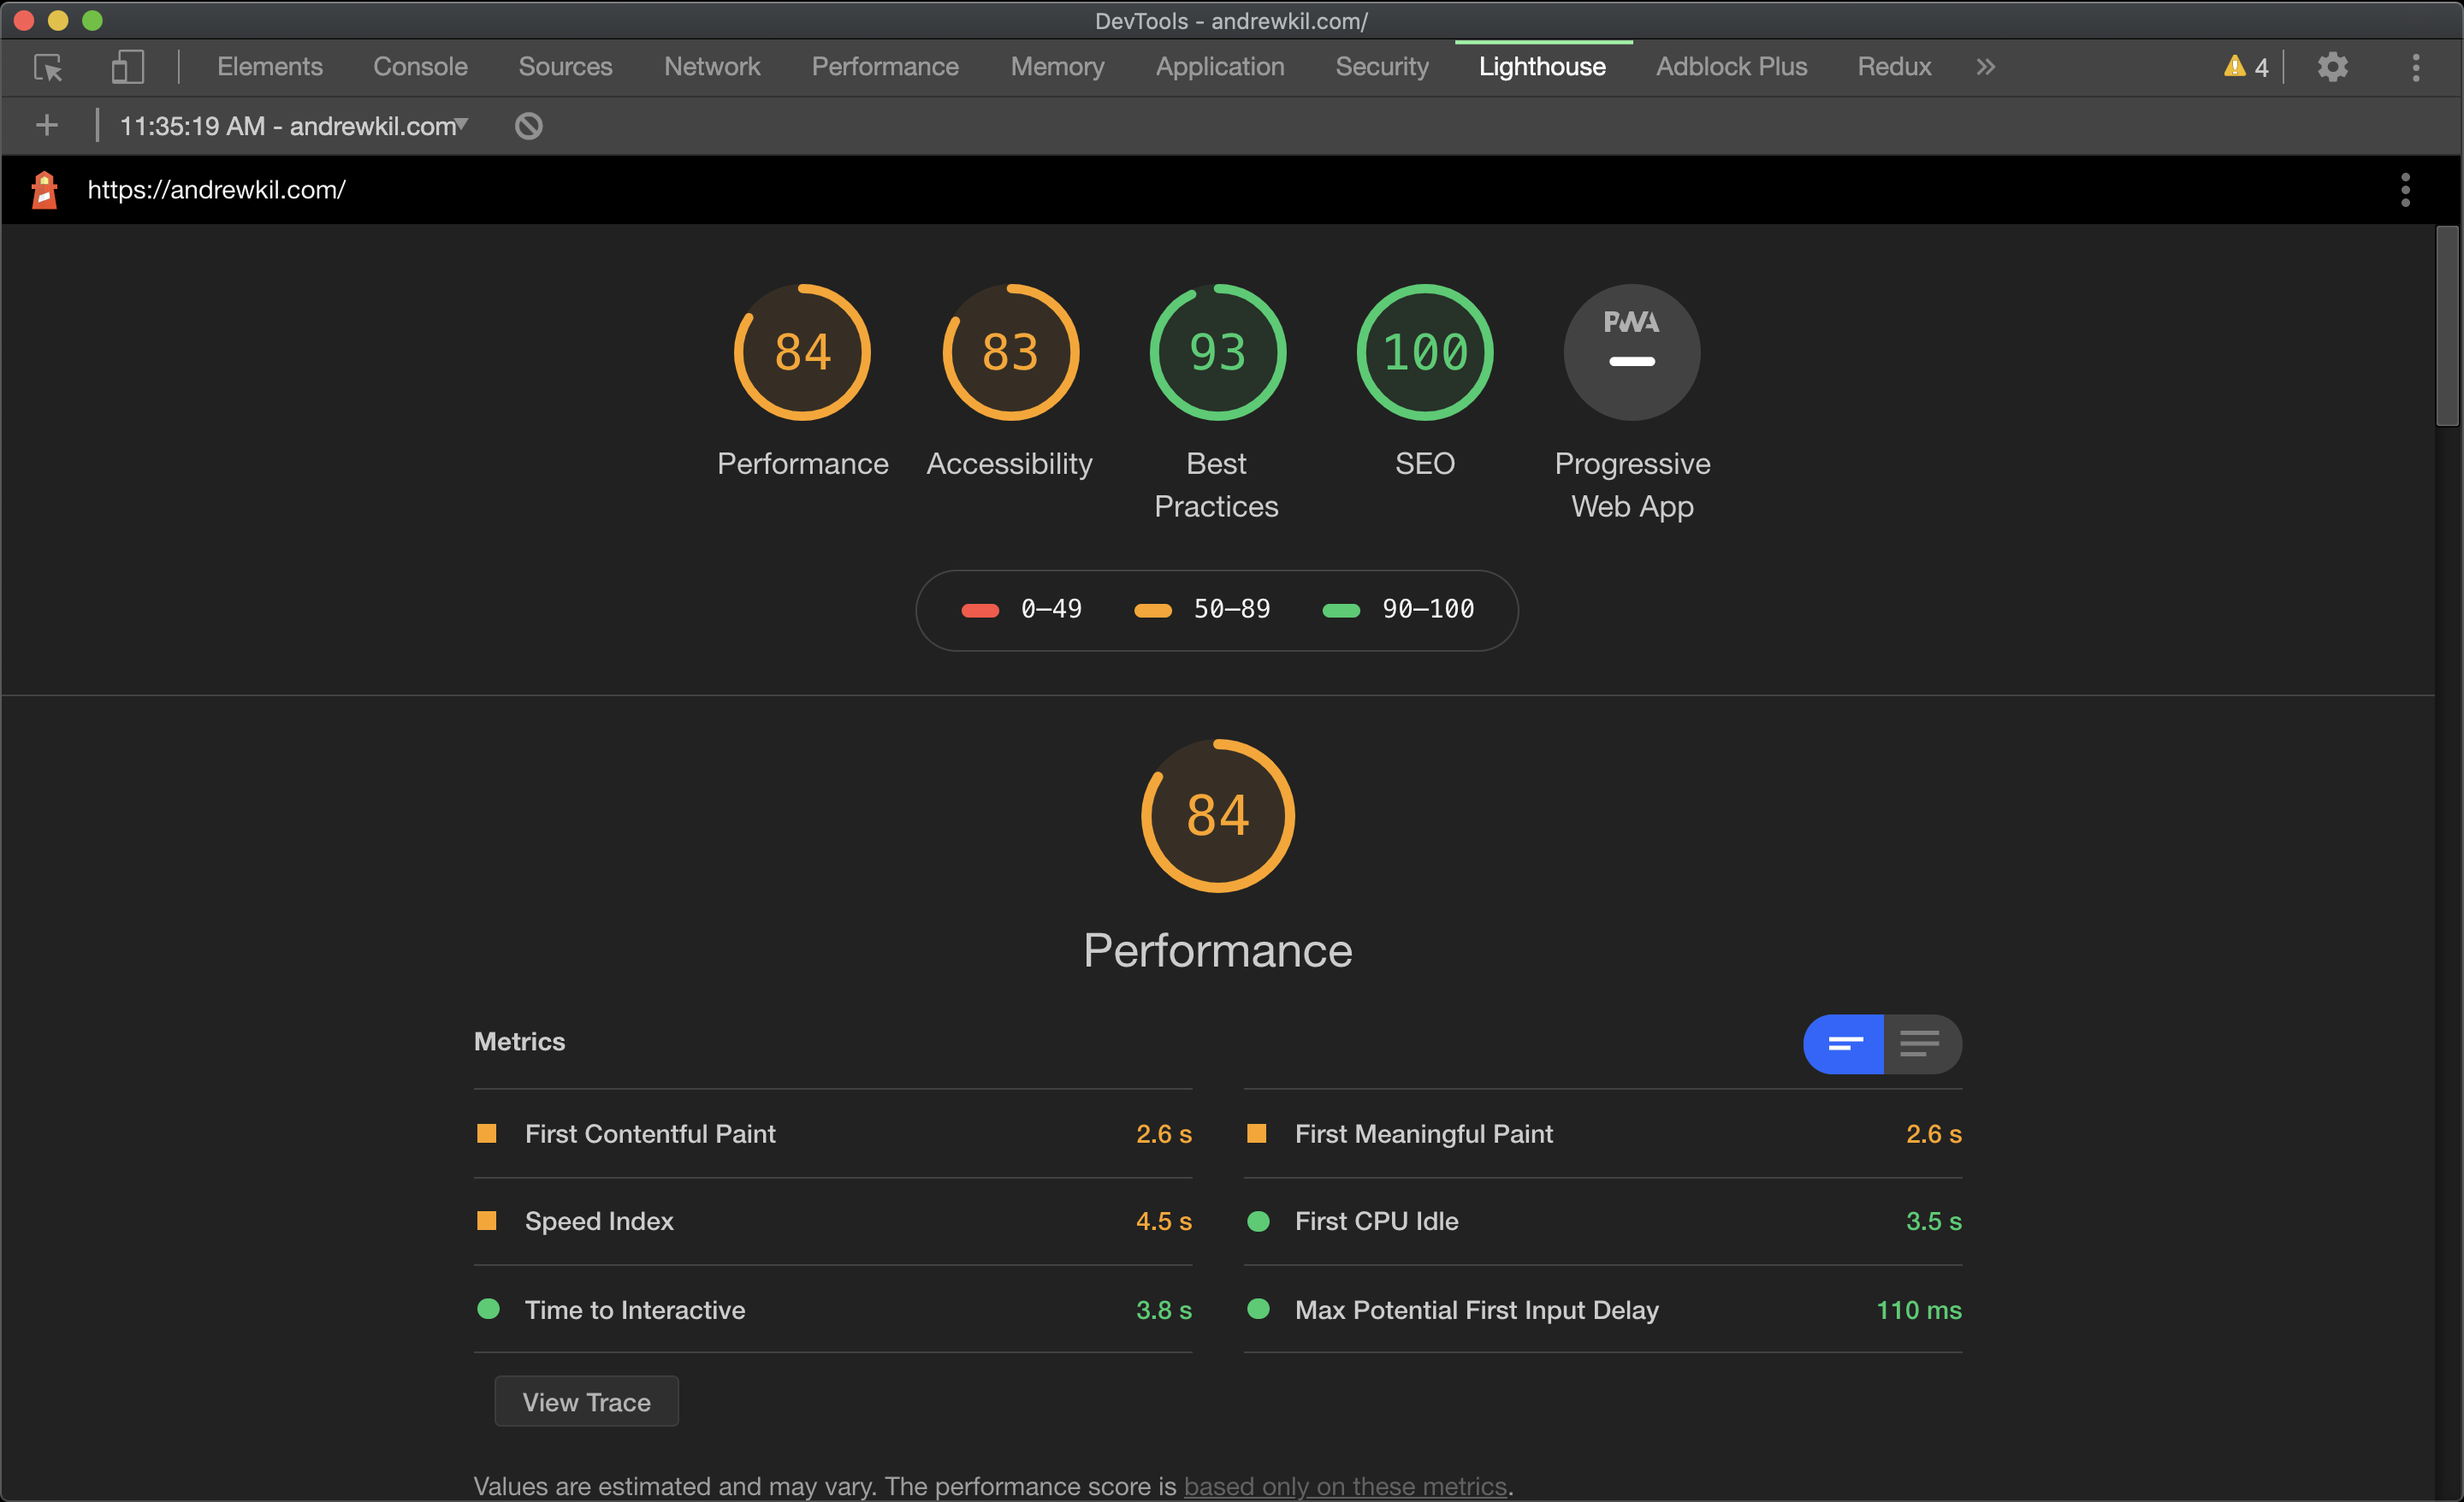 DevTools - andrewkil.com/
Elements Console Sources Network Performance Memory Application Security Lighthouse Adblock Plus Redux » 4
+ 11:35:19 AM - andrewkil.com
https://andrewkil.com/
84 83 93 100 PWA
Performance Accessibility Best Practices SEO Progressive Web App
0–49 50–89 90–100
84
Performance
Metrics
First Contentful Paint 2.6 s First Meaningful Paint 2.6 s
Speed Index 4.5 s First CPU Idle 3.5 s
Time to Interactive 3.8 s Max Potential First Input Delay 110 ms
View Trace
Values are estimated and may vary. The performance score is based only on these metrics.